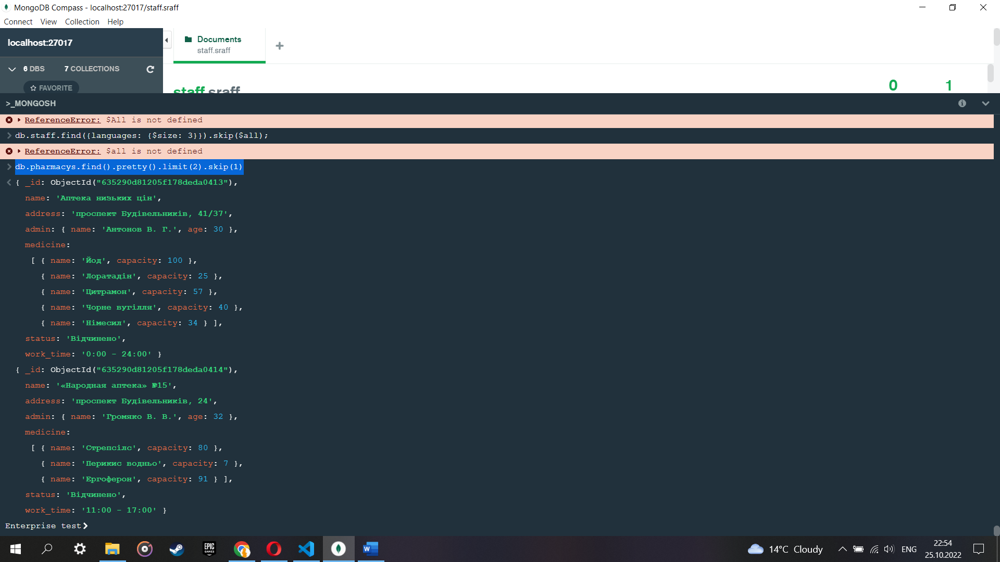 MongoDB Compass - localhost:27017/staff.sraff
Connect View Collection Help
localhost:27017
Documents
staff.sraff
6 DBS 7 COLLECTIONS
FAVORITE
staff.sraff
0 1
>_MONGOSH
ReferenceError: $All is not defined
db.staff.find({languages: {$size: 3}}).skip($all);
ReferenceError: $all is not defined
db.pharmacys.find().pretty().limit(2).skip(1)
{ _id: ObjectId("635290d81205f178deda0413"),
name: 'Аптека низьких цін',
address: 'проспект Будівельників, 41/37',
admin: { name: 'Антонов В. Г.', age: 30 },
medicine:
[ { name: 'Йод', capacity: 100 },
{ name: 'Лоратадін', capacity: 25 },
{ name: 'Цитрамон', capacity: 57 },
{ name: 'Чорне вугілля', capacity: 40 },
{ name: 'Німесил', capacity: 34 } ],
status: 'Відчинено',
work_time: '0:00 - 24:00' }
{ _id: ObjectId("635290d81205f178deda0414"),
name: '«Народная аптека» №15',
address: 'проспект Будівельників, 24',
admin: { name: 'Громяко В. В.', age: 32 },
medicine:
[ { name: 'Стрепсілс', capacity: 80 },
{ name: 'Перикис водньо', capacity: 7 },
{ name: 'Ергоферон', capacity: 91 } ],
status: 'Відчинено',
work_time: '11:00 - 17:00' }
Enterprise test>
EPIC GAMES
14°C Cloudy
ENG
22:54
25.10.2022